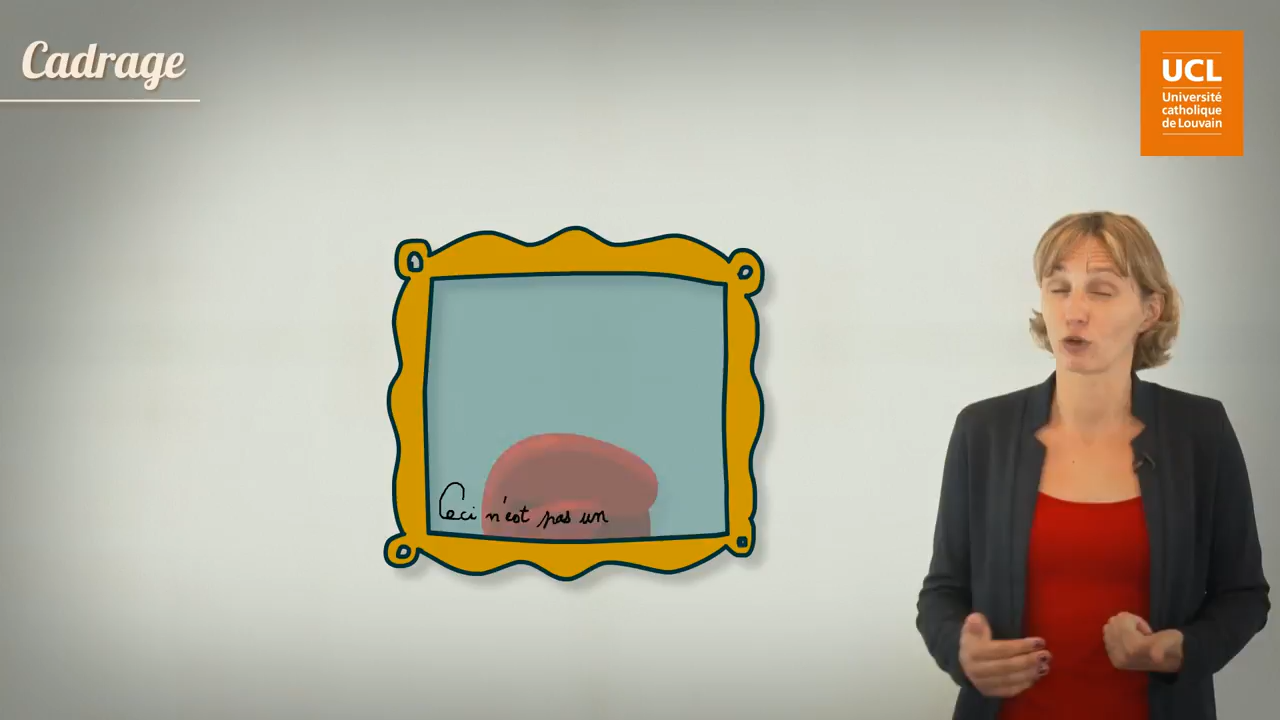 Cadrage
UCL
Université
catholique
de Louvain
Ceci n'est pas un